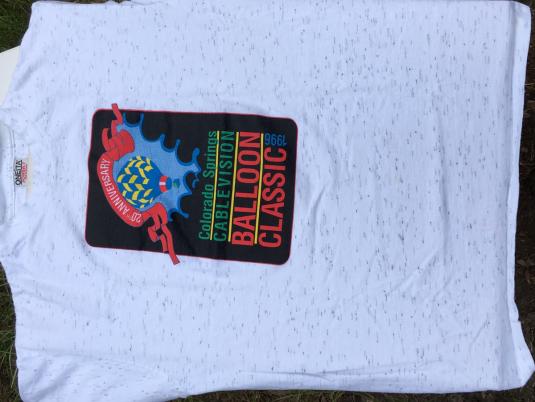 ONEITA
20TH ANNIVERSARY
Colorado Springs
CABLEVISION
BALLOON
CLASSIC
1996